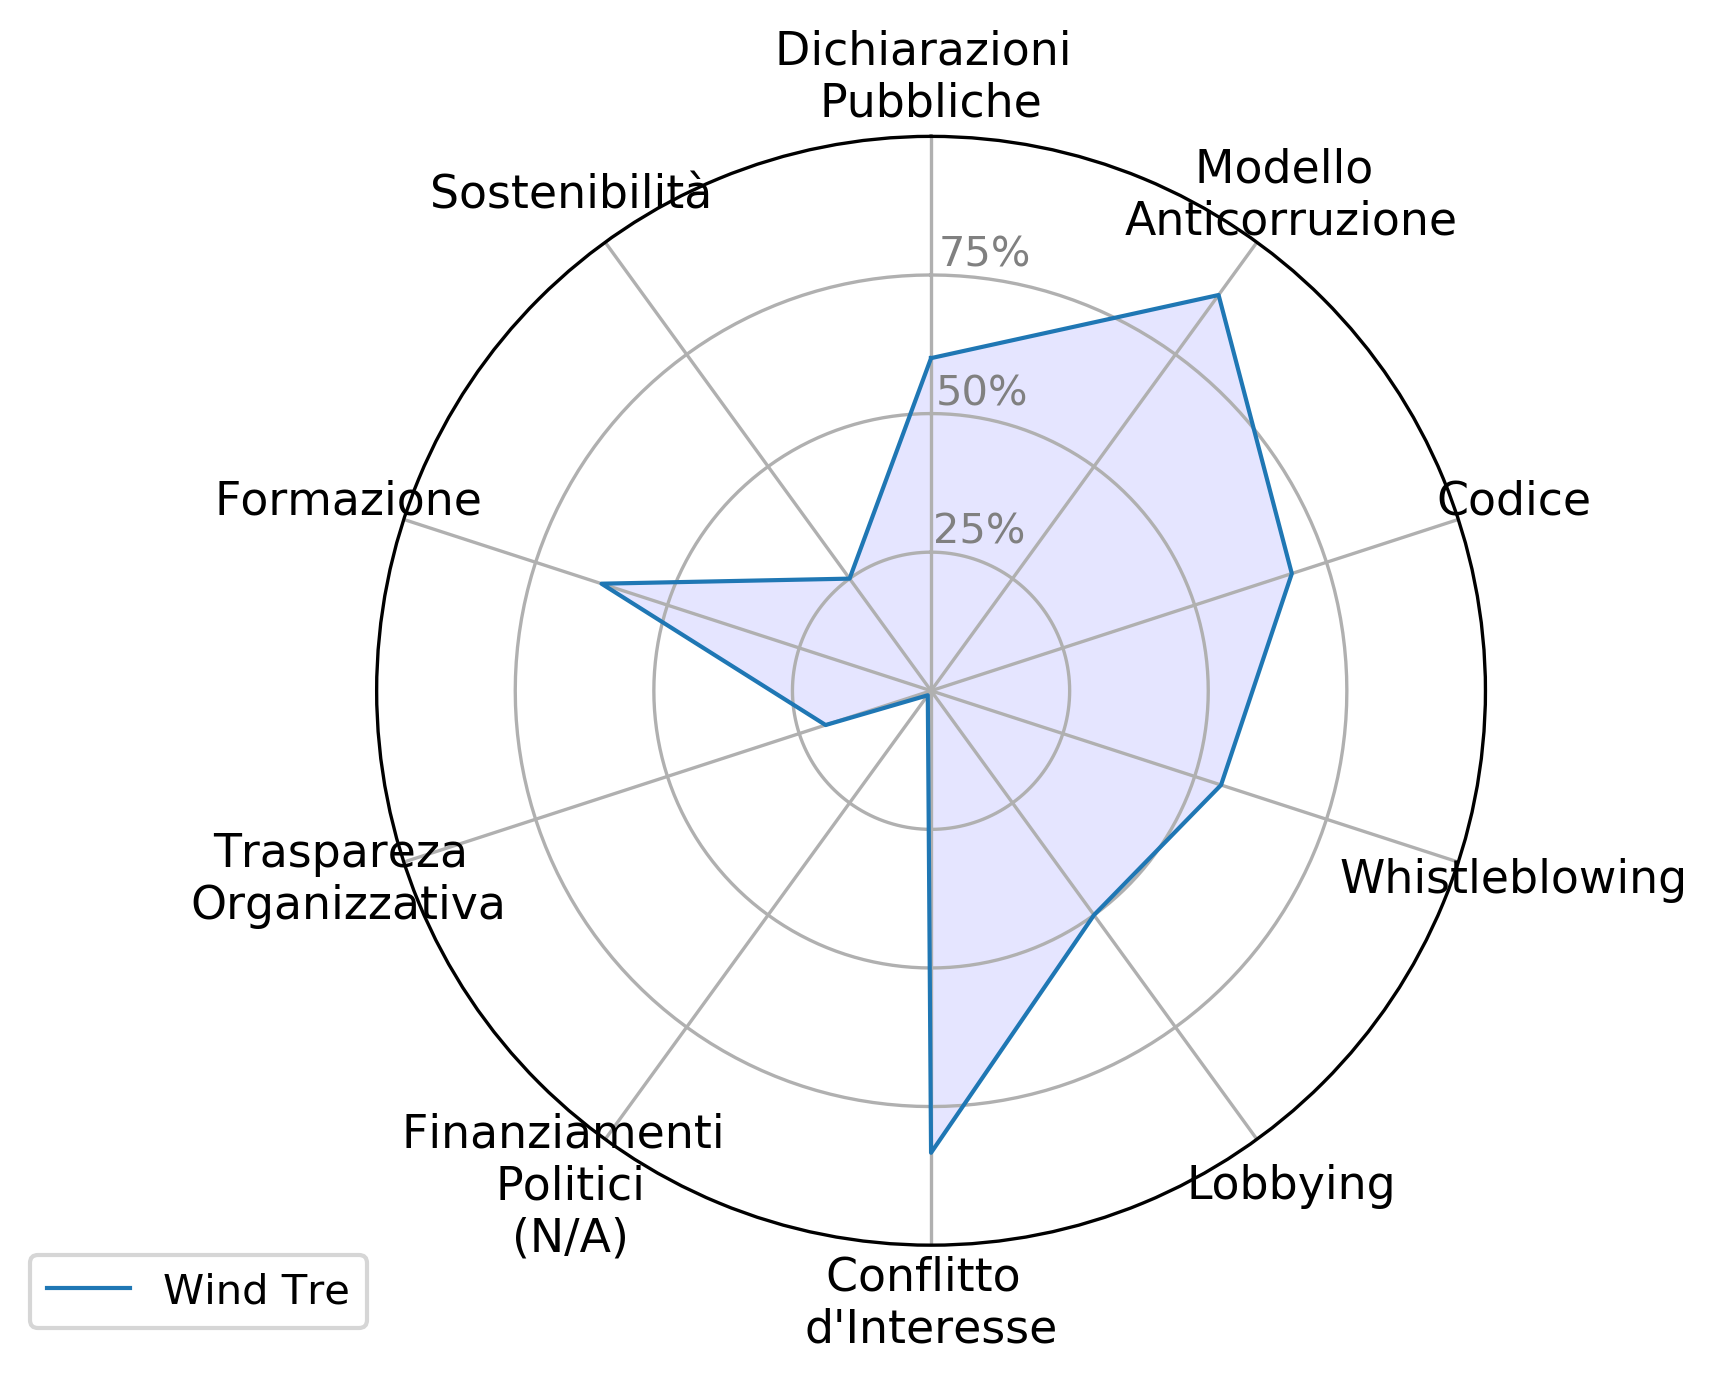 Dichiarazioni
Pubbliche
Modello
Anticorruzione
Sostenibilità
75%
50%
Formazione
Codice
25%
Traspareza
Organizzativa
Whistleblowing
Finanziamenti
Politici
(N/A)
Lobbying
Conflitto
d'Interesse
Wind Tre